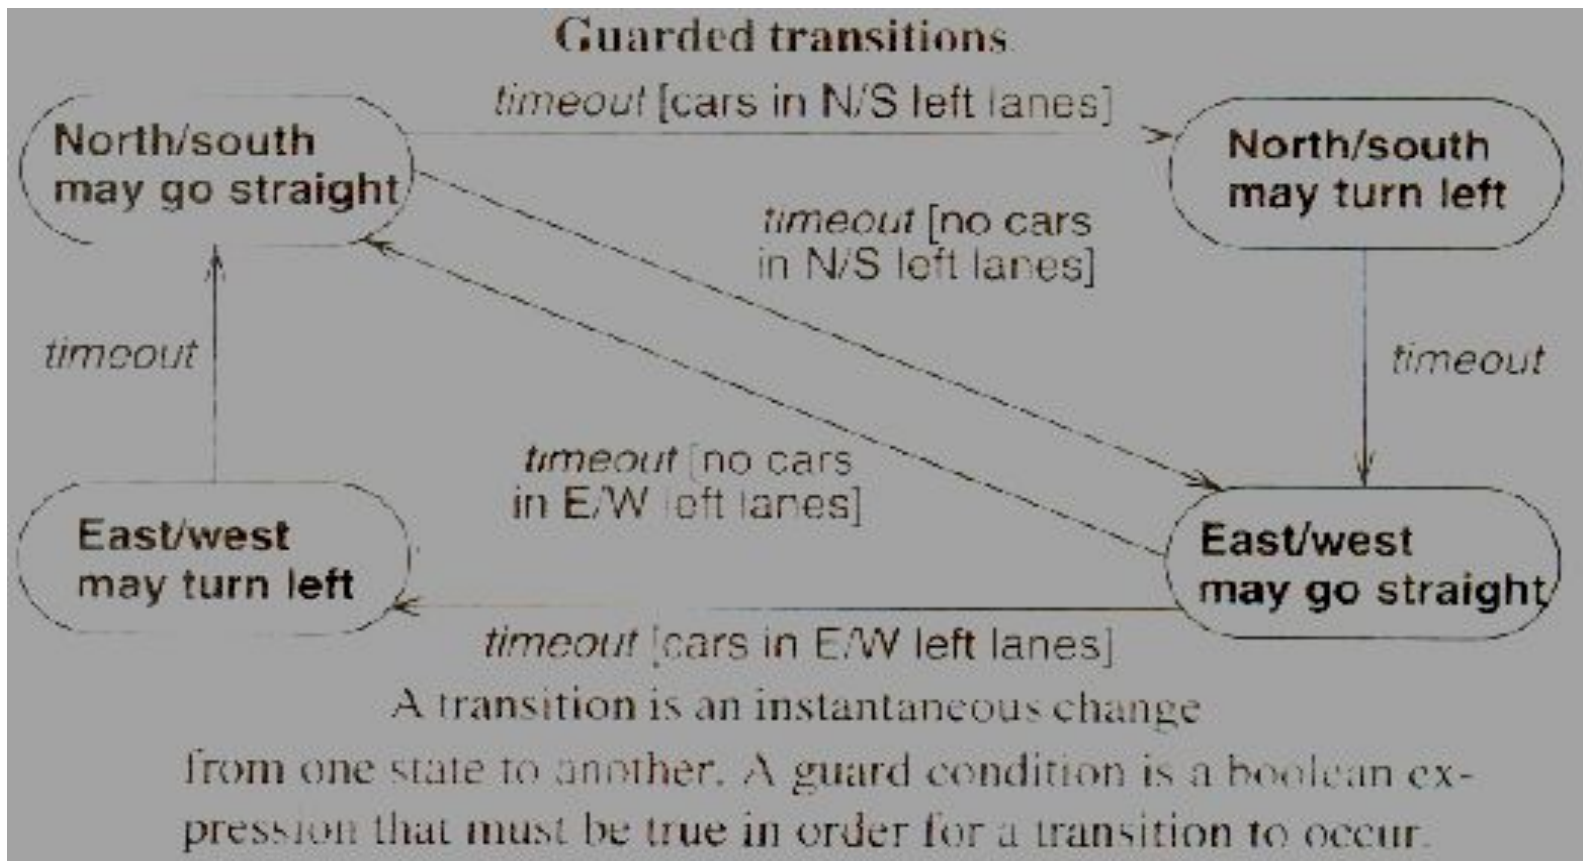 Guarded transitions
timeout [cars in N/S left lanes]
North/south
may go straight
North/south
may turn left
timeout [no cars
in N/S left lanes]
timeout
timeout
timeout [no cars
in E/W left lanes]
East/west
may turn left
East/west
may go straight
timeout [cars in E/W left lanes]
A transition is an instantaneous change
from one state to another. A guard condition is a boolean ex-
pression that must be true in order for a transition to occur.